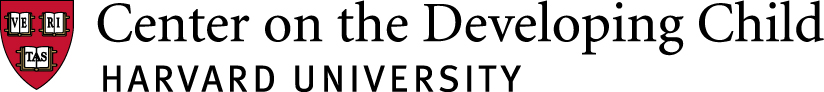 VE RI
TAS
Center on the Developing Child
HARVARD UNIVERSITY